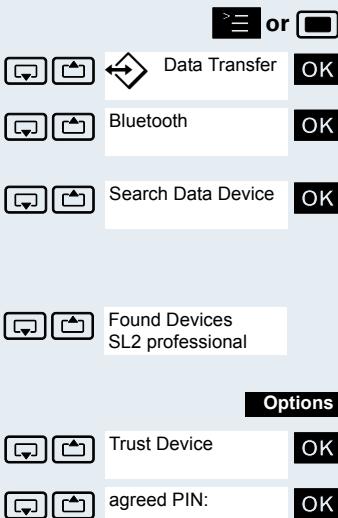 or
Data Transfer OK
Bluetooth OK
Search Data Device OK
Found Devices
SL2 professional
Options
Trust Device OK
agreed PIN: OK